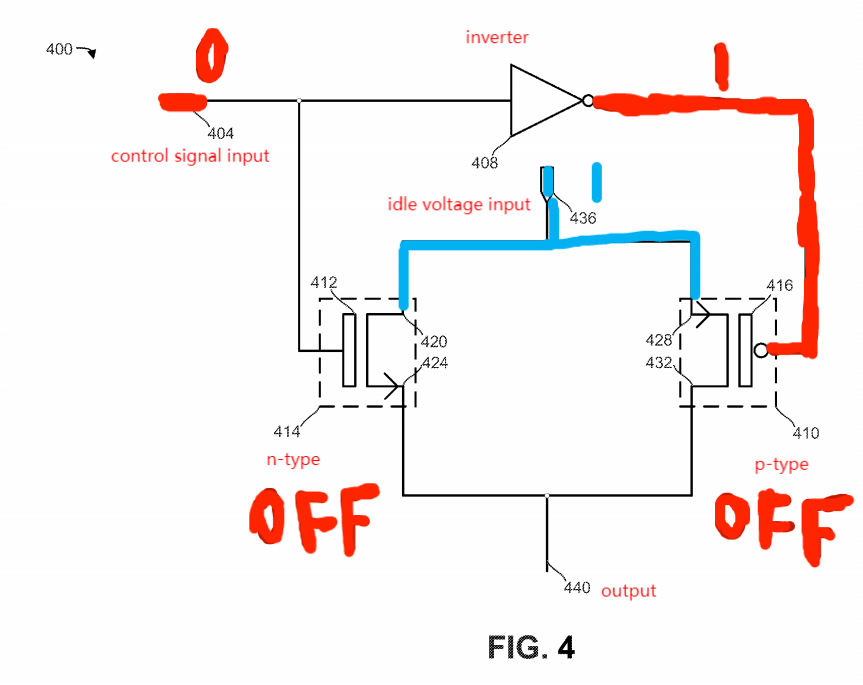 inverter
400
0
1
404
control signal input
408
idle voltage input
436
1
412
416
420
428
424
432
414
410
n-type
p-type
OFF
OFF
440
output
FIG. 4